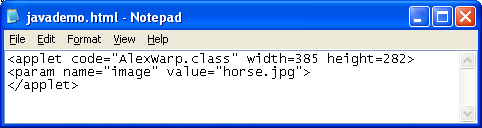 javademo.html - Notepad
File Edit Format View Help
<applet code="AlexWarp.class" width=385 height=282>
<param name="image" value="horse.jpg">
</applet>